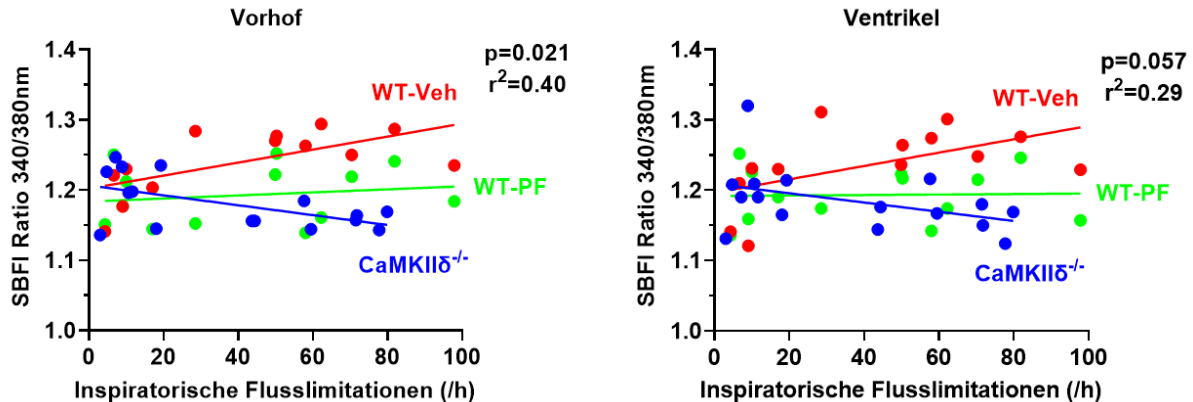 Vorhof
SBFI Ratio 340/380nm
1.4
1.3
1.2
1.1
1.0
0
20
40
60
80
100
Inspiratorische Flusslimitationen (/h)
p=0.021
r²=0.40
WT-Veh
WT-PF
CaMKIIδ⁻/⁻
Ventrikel
SBFI Ratio 340/380nm
1.4
1.3
1.2
1.1
1.0
0
20
40
60
80
100
Inspiratorische Flusslimitationen (/h)
p=0.057
r²=0.29
WT-Veh
WT-PF
CaMKIIδ⁻/⁻